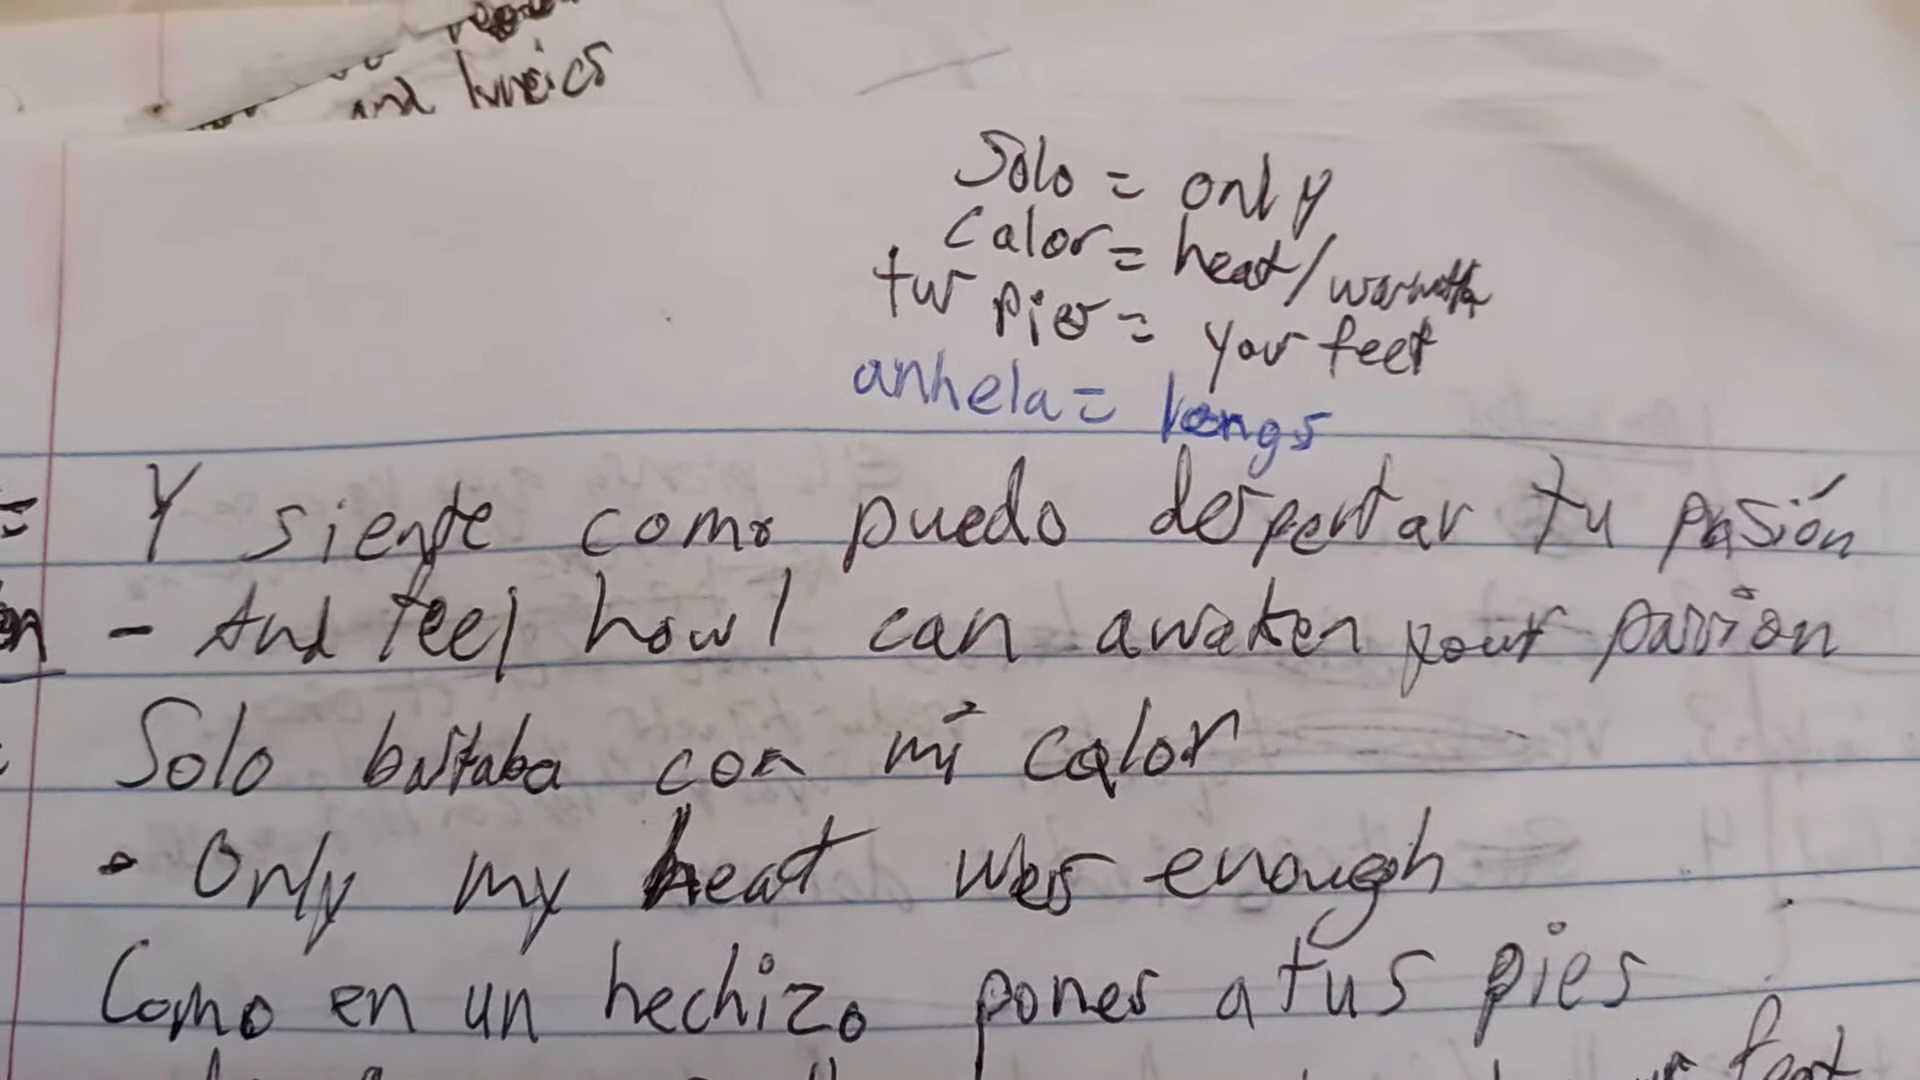 and lyrics
Solo = only
Calor = heat/warmth
tus pies = your feet
anhela = longs
= Y siente como puedo despertar tu pasión
en - And feel how I can awaken your passion
Solo bastaba con mi calor
- Only my heat was enough
Como en un hechizo pones a tus pies